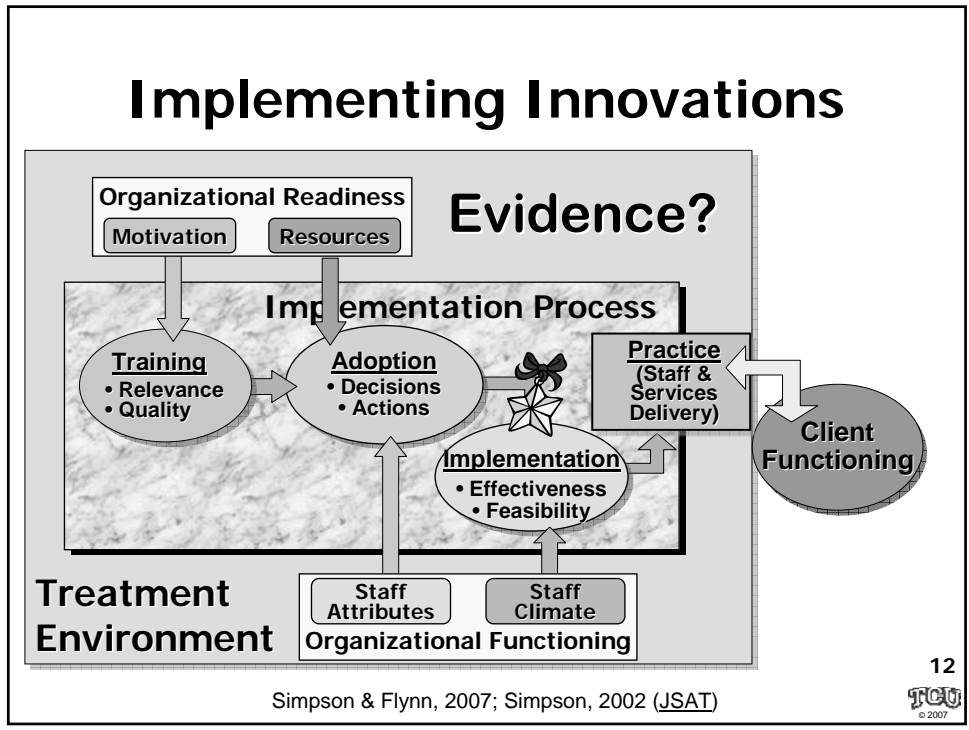 Implementing Innovations
Organizational Readiness
Motivation
Resources
Evidence?
Implementation Process
Training
• Relevance
• Quality
Adoption
• Decisions
• Actions
Practice
(Staff &
Services
Delivery)
Client
Functioning
Implementation
• Effectiveness
• Feasibility
Treatment
Environment
Staff
Attributes
Staff
Climate
Organizational Functioning
Simpson & Flynn, 2007; Simpson, 2002 (JSAT)
12
TCU
© 2007